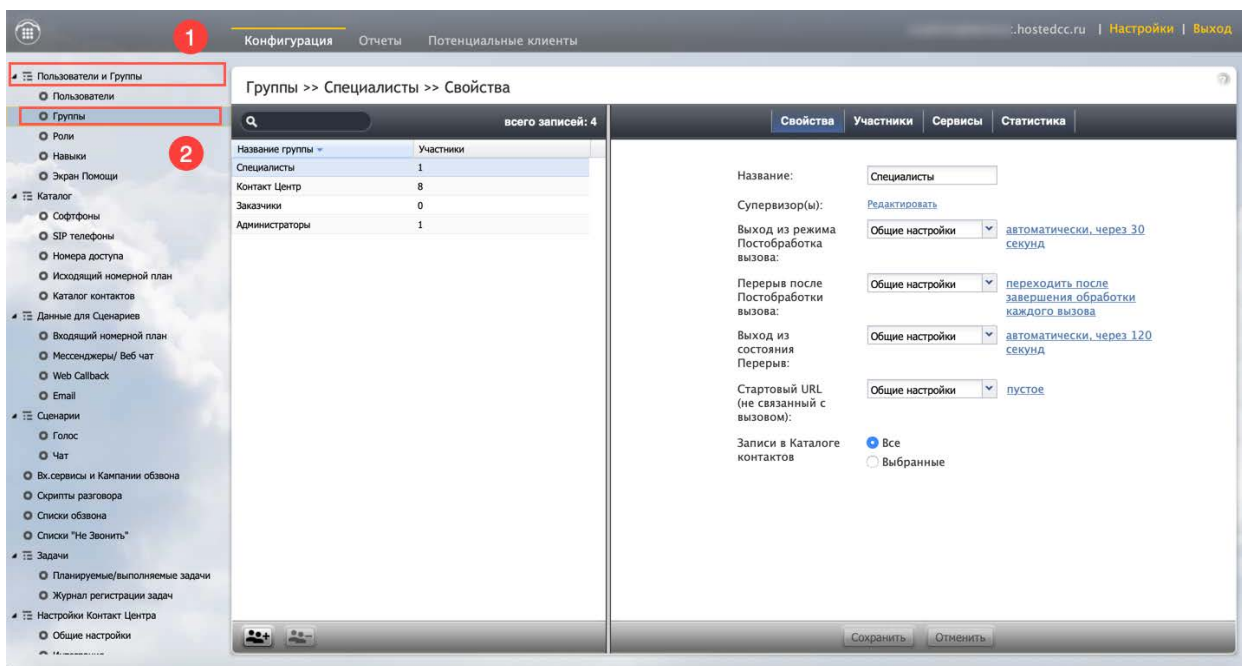 1
Конфигурация Отчеты Потенциальные клиенты
.hostedcc.ru | Настройки | Выход
Пользователи и Группы
Пользователи
Группы
Роли
2
Навыки
Экран Помощи
Каталог
Софтфоны
SIP телефоны
Номера доступа
Исходящий номерной план
Каталог контактов
Данные для Сценариев
Входящий номерной план
Мессенджеры/ Веб чат
Web Callback
Email
Сценарии
Голос
Чат
Вх.сервисы и Кампании обзвона
Скрипты разговора
Списки обзвона
Списки "Не Звонить"
Задачи
Планируемые/выполняемые задачи
Журнал регистрации задач
Настройки Контакт Центра
Общие настройки
Группы >> Специалисты >> Свойства
?
всего записей: 4
Название группы Участники
Специалисты 1
Контакт Центр 8
Заказчики 0
Администраторы 1
Свойства Участники Сервисы Статистика
Название: Специалисты
Супервизор(ы): Редактировать
Выход из режима
Постобработка
вызова:
Общие настройки
автоматически, через 30
секунд
Перерыв после
Постобработки
вызова:
Общие настройки
переходить после
завершения обработки
каждого вызова
Выход из
состояния
Перерыв:
Общие настройки
автоматически, через 120
секунд
Стартовый URL
(не связанный с
вызовом):
Общие настройки
пустое
Записи в Каталоге
контактов
Все
Выбранные
Сохранить Отменить